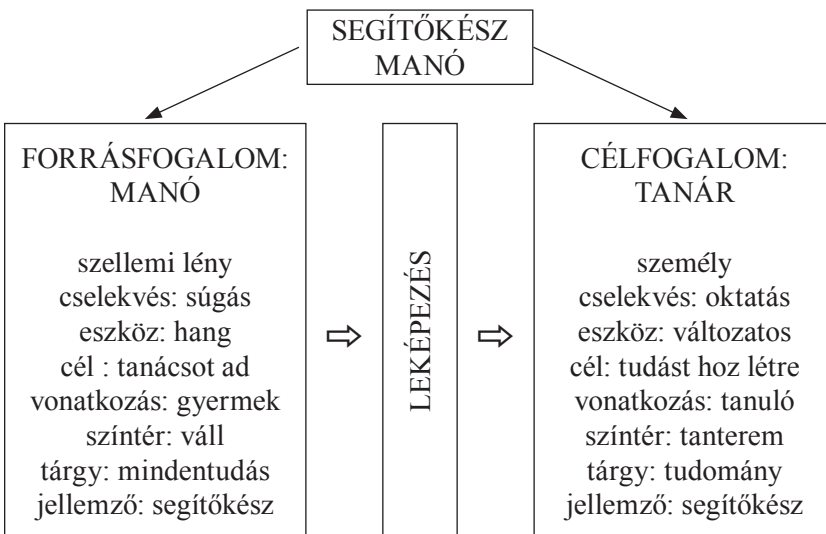 SEGÍTŐKÉSZ
MANÓ
FORRÁSFOGALOM:
MANÓ
szellemi lény
cselekvés: súgás
eszköz: hang
cél : tanácsot ad
vonatkozás: gyermek
színtér: váll
tárgy: mindentudás
jellemző: segítőkész
LEKÉPEZÉS
CÉLFOGALOM:
TANÁR
személy
cselekvés: oktatás
eszköz: változatos
cél: tudást hoz létre
vonatkozás: tanuló
színtér: tanterem
tárgy: tudomány
jellemző: segítőkész